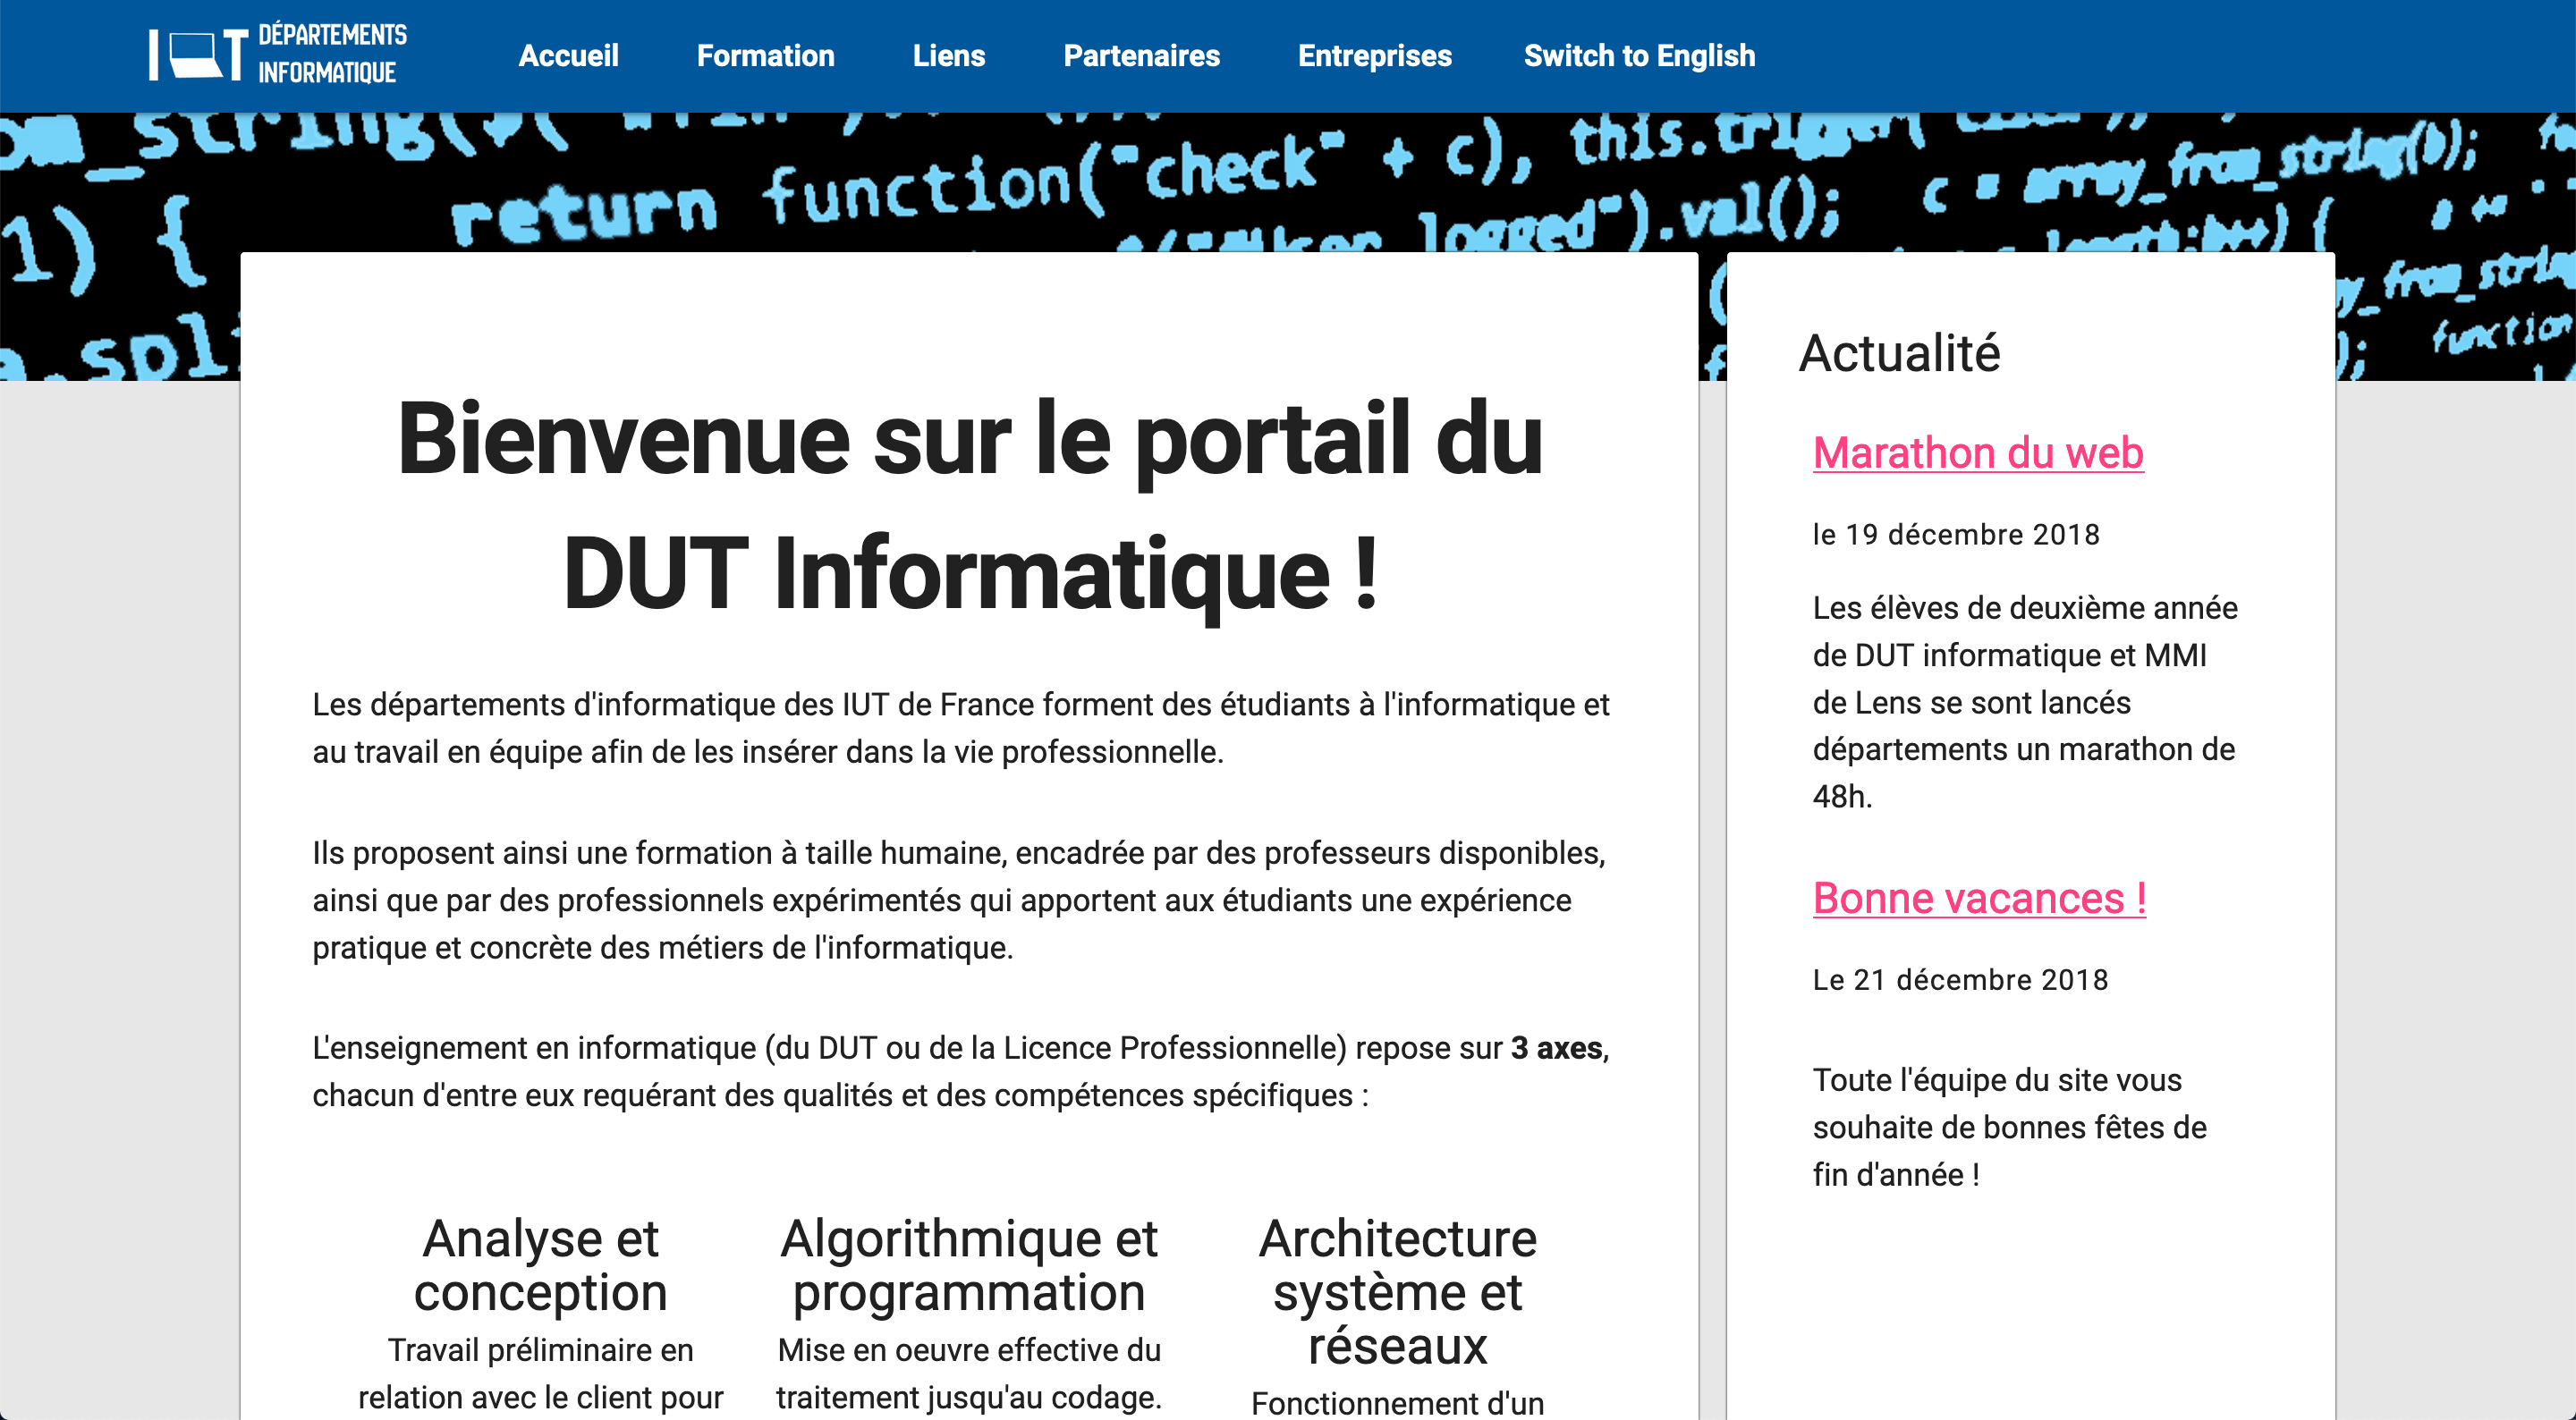 DÉPARTEMENTS
INFORMATIQUE
Accueil
Formation
Liens
Partenaires
Entreprises
Switch to English
return function("check" + c), this.trigger(
c = array_from_string(b);
1) {
logged").val();
function
Bienvenue sur le portail du
DUT Informatique !
Les départements d'informatique des IUT de France forment des étudiants à l'informatique et
au travail en équipe afin de les insérer dans la vie professionnelle.
Ils proposent ainsi une formation à taille humaine, encadrée par des professeurs disponibles,
ainsi que par des professionnels expérimentés qui apportent aux étudiants une expérience
pratique et concrète des métiers de l'informatique.
L'enseignement en informatique (du DUT ou de la Licence Professionnelle) repose sur 3 axes,
chacun d'entre eux requérant des qualités et des compétences spécifiques :
Analyse et
conception
Travail préliminaire en
relation avec le client pour
Algorithmique et
programmation
Mise en oeuvre effective du
traitement jusqu'au codage.
Architecture
système et
réseaux
Fonctionnement d'un
Actualité
Marathon du web
le 19 décembre 2018
Les élèves de deuxième année
de DUT informatique et MMI
de Lens se sont lancés
départements un marathon de
48h.
Bonne vacances !
Le 21 décembre 2018
Toute l'équipe du site vous
souhaite de bonnes fêtes de
fin d'année !